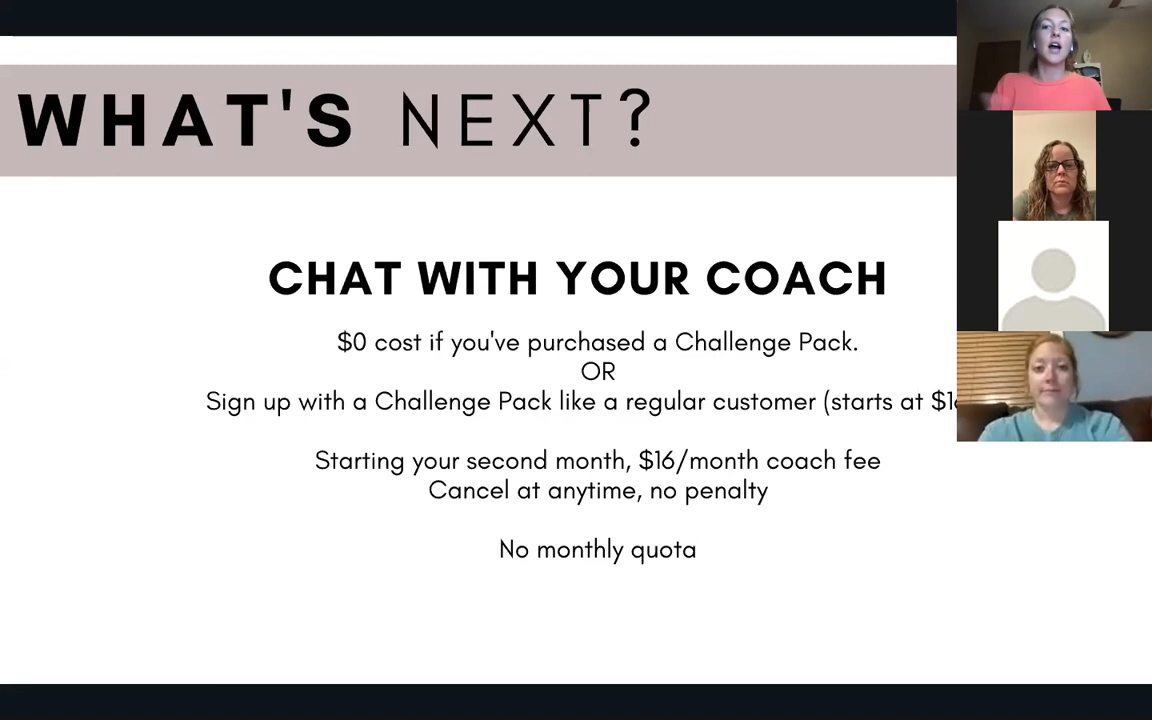 WHAT'S NEXT?
CHAT WITH YOUR COACH
$0 cost if you've purchased a Challenge Pack.
OR
Sign up with a Challenge Pack like a regular customer (starts at
Starting your second month, $16/month coach fee
Cancel at anytime, no penalty
No monthly quota